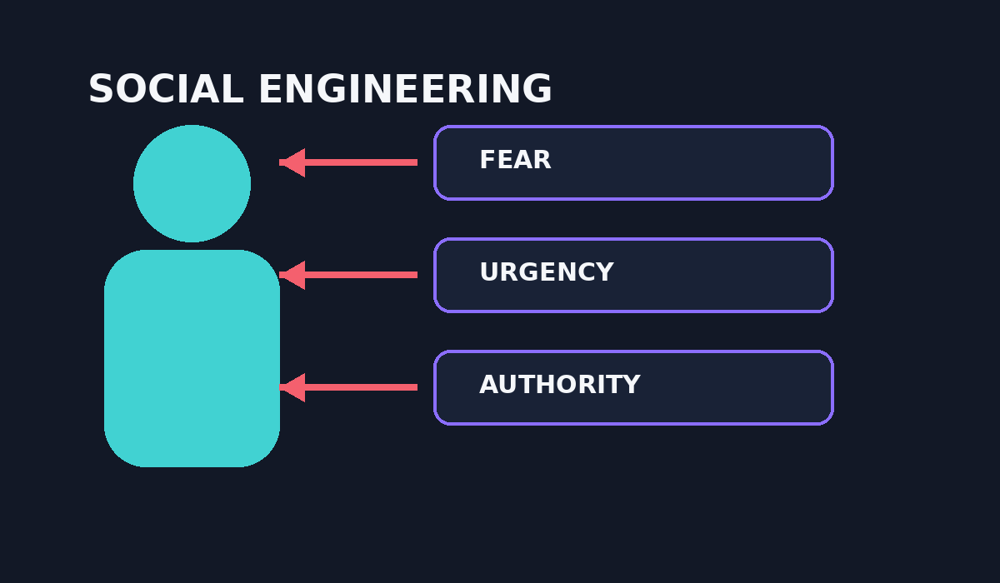 SOCIAL ENGINEERING
FEAR
URGENCY
AUTHORITY